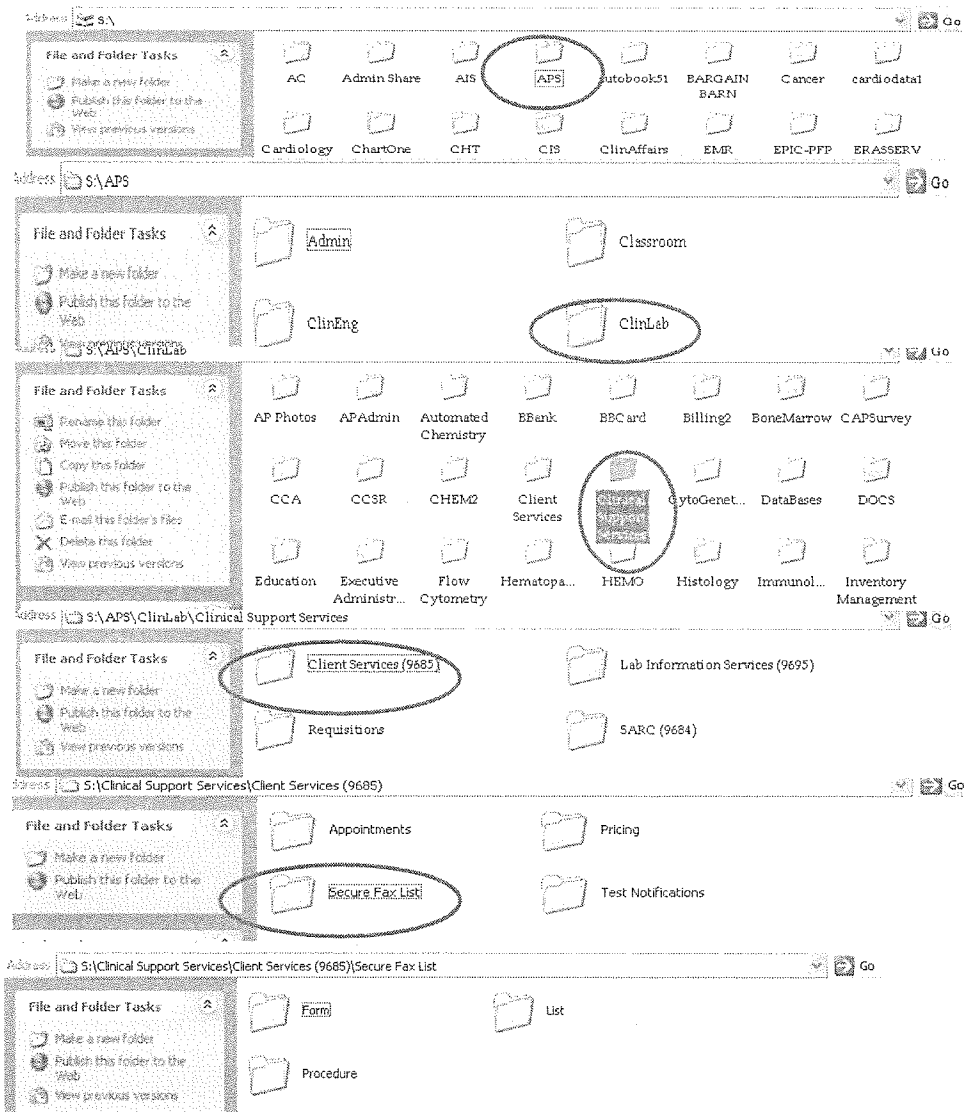 Address S:\ Go
File and Folder Tasks
Make a new folder
Publish this folder to the
Web
View previous versions
AC Admin Share AIS APS utobook51 BARGAIN BARN Cancer cardiodata1
Cardiology ChartOne CHT CIS ClinAffairs EMR EPIC-PFP ERASSERV
Address S:\APS Go
File and Folder Tasks
Make a new folder
Publish this folder to the
Web
View previous versions
Admin Classroom
ClinEng ClinLab
S:\APS\ClinLab Go
File and Folder Tasks
Rename this folder
Move this folder
Copy this folder
Publish this folder to the
Web
E-mail this folder's files
Delete this folder
View previous versions
AP Photos APAdmin Automated Chemistry BBank BBCard Billing2 BoneMarrow CAPSurvey
CCA CCSR CHEM2 Client Services Clinical Support ytoGenet... DataBases DOCS
Education Executive Administr... Flow Cytometry Hematopa... HEMO Histology Immunol... Inventory Management
Address S:\APS\ClinLab\Clinical Support Services Go
File and Folder Tasks
Make a new folder
Publish this folder to the
Web
View previous versions
Client Services (9685) Lab Information Services (9695)
Requisitions SARC (9684)
Address S:\Clinical Support Services\Client Services (9685) Go
File and Folder Tasks
Make a new folder
Publish this folder to the
Web
Appointments Pricing
Secure Fax List Test Notifications
Address S:\Clinical Support Services\Client Services (9685)\Secure Fax List Go
File and Folder Tasks
Make a new folder
Publish this folder to the
Web
View previous versions
Form List
Procedure